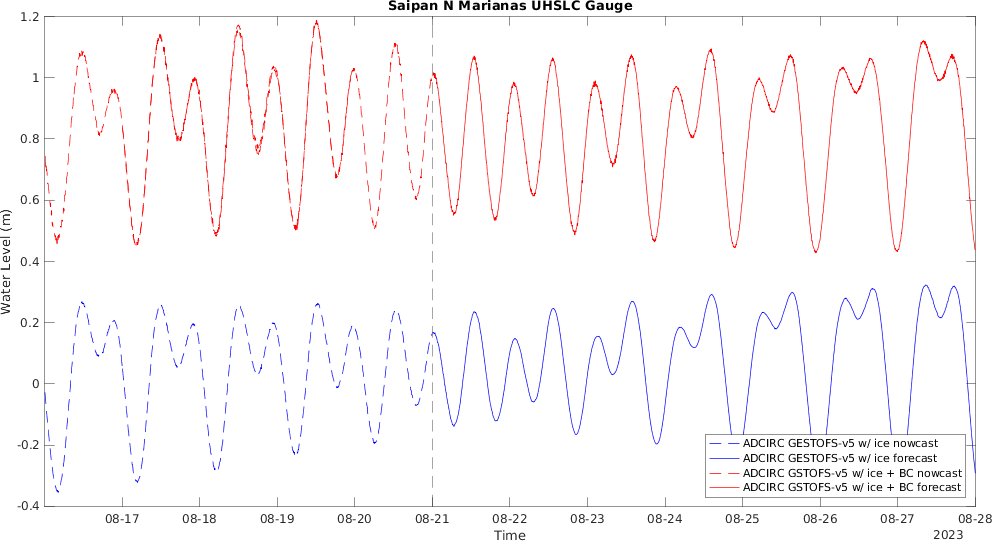 Saipan N Marianas UHSLC Gauge
1.2
1
0.8
0.6
0.4
0.2
0
-0.2
-0.4
Water Level (m)
ADCIRC GESTOFS-v5 w/ ice nowcast
ADCIRC GESTOFS-v5 w/ ice forecast
ADCIRC GSTOFS-v5 w/ ice + BC nowcast
ADCIRC GSTOFS-v5 w/ ice + BC forecast
08-17 08-18 08-19 08-20 08-21 08-22 08-23 08-24 08-25 08-26 08-27 08-28
Time
2023